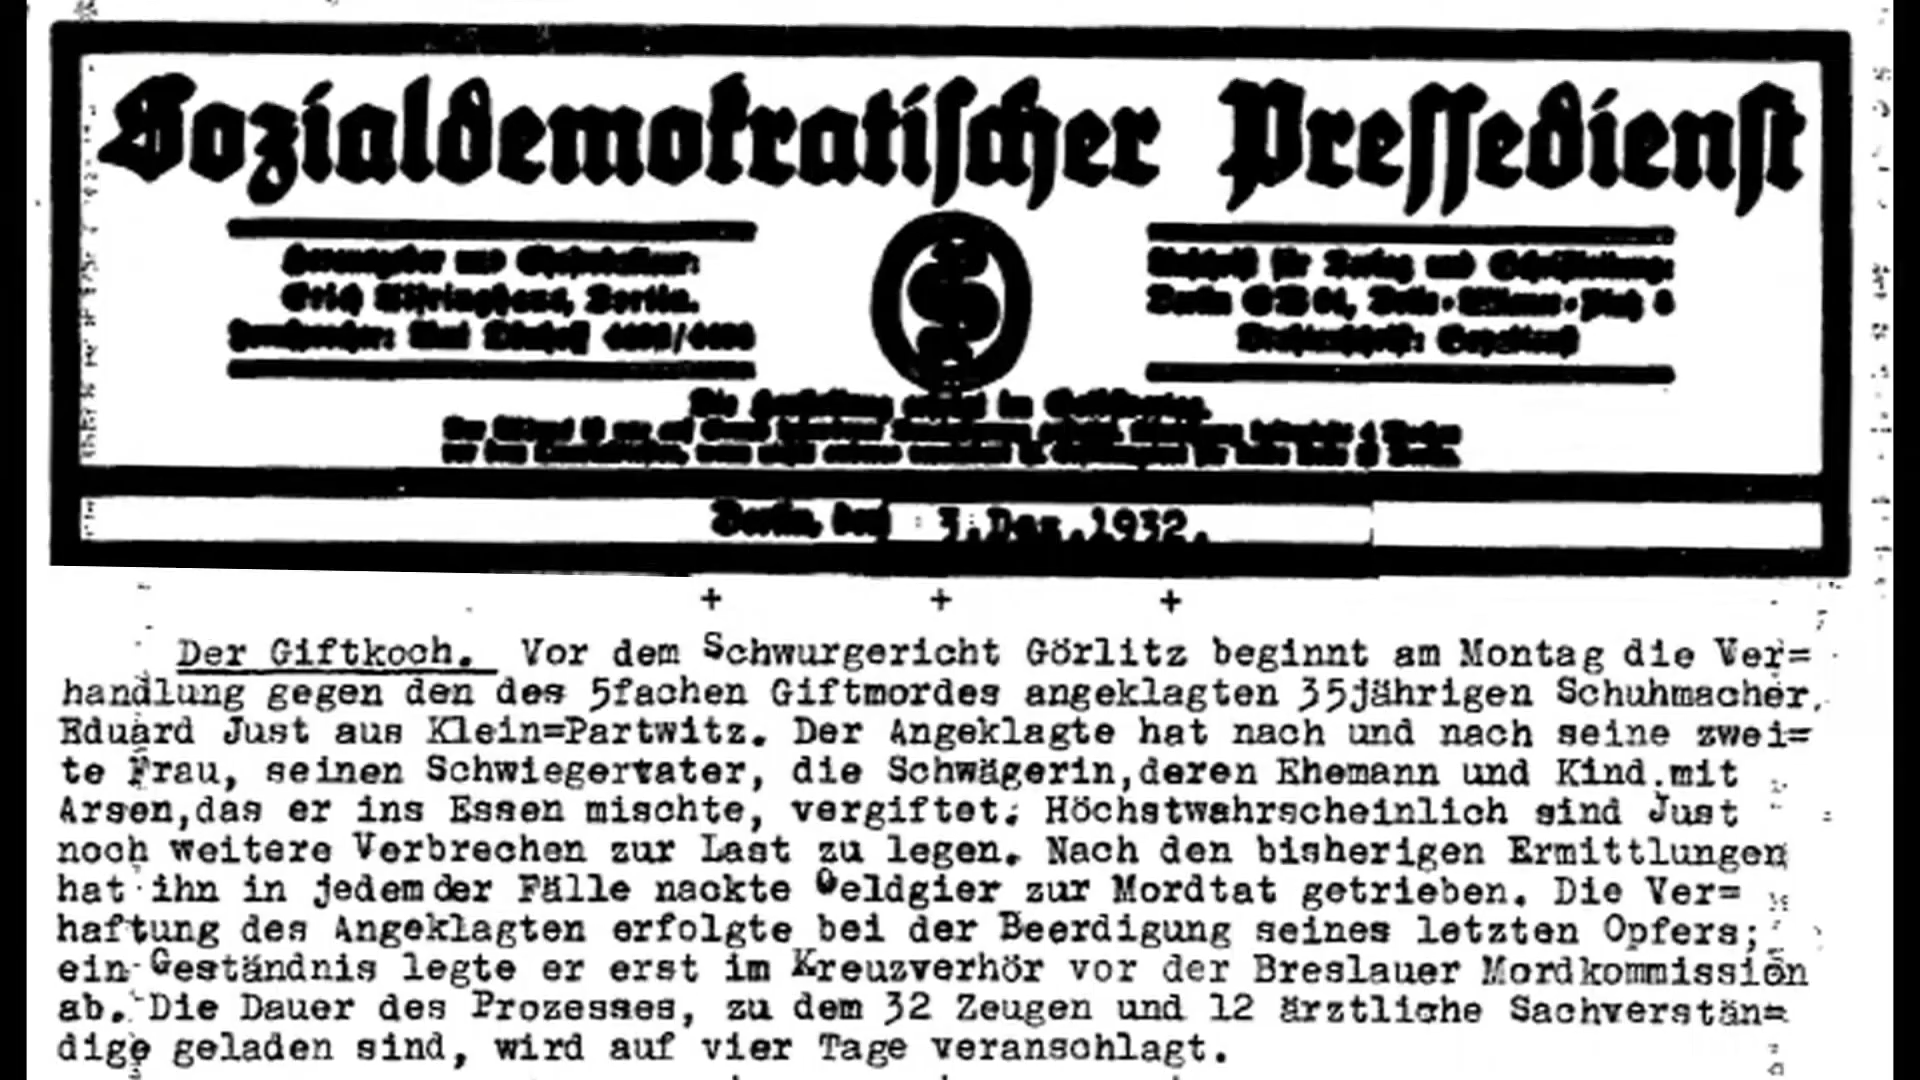 Sozialdemokratischer Pressedienst
Berlin, den 3.Dez.1932.
+ + +
Der Giftkoch. Vor dem Schwurgericht Görlitz beginnt am Montag die Ver=
handlung gegen den des 5fachen Giftmordes angeklagten 35jährigen Schuhmacher
Eduard Just aus Klein=Partwitz. Der Angeklagte hat nach und nach seine zwei=
te Frau, seinen Schwiegervater, die Schwägerin,deren Ehemann und Kind mit
Arsen,das er ins Essen mischte, vergiftet. Höchstwahrscheinlich sind Just
noch weitere Verbrechen zur Last zu legen. Nach den bisherigen Ermittlungen
hat ihn in jedem der Fälle nackte Geldgier zur Mordtat getrieben. Die Ver=
haftung des Angeklagten erfolgte bei der Beerdigung seines letzten Opfers;
ein Geständnis legte er erst im Kreuzverhör vor der Breslauer Mordkommission
ab. Die Dauer des Prozesses, zu dem 32 Zeugen und 12 ärztliche Sachverstän=
dige geladen sind, wird auf vier Tage veranschlagt.